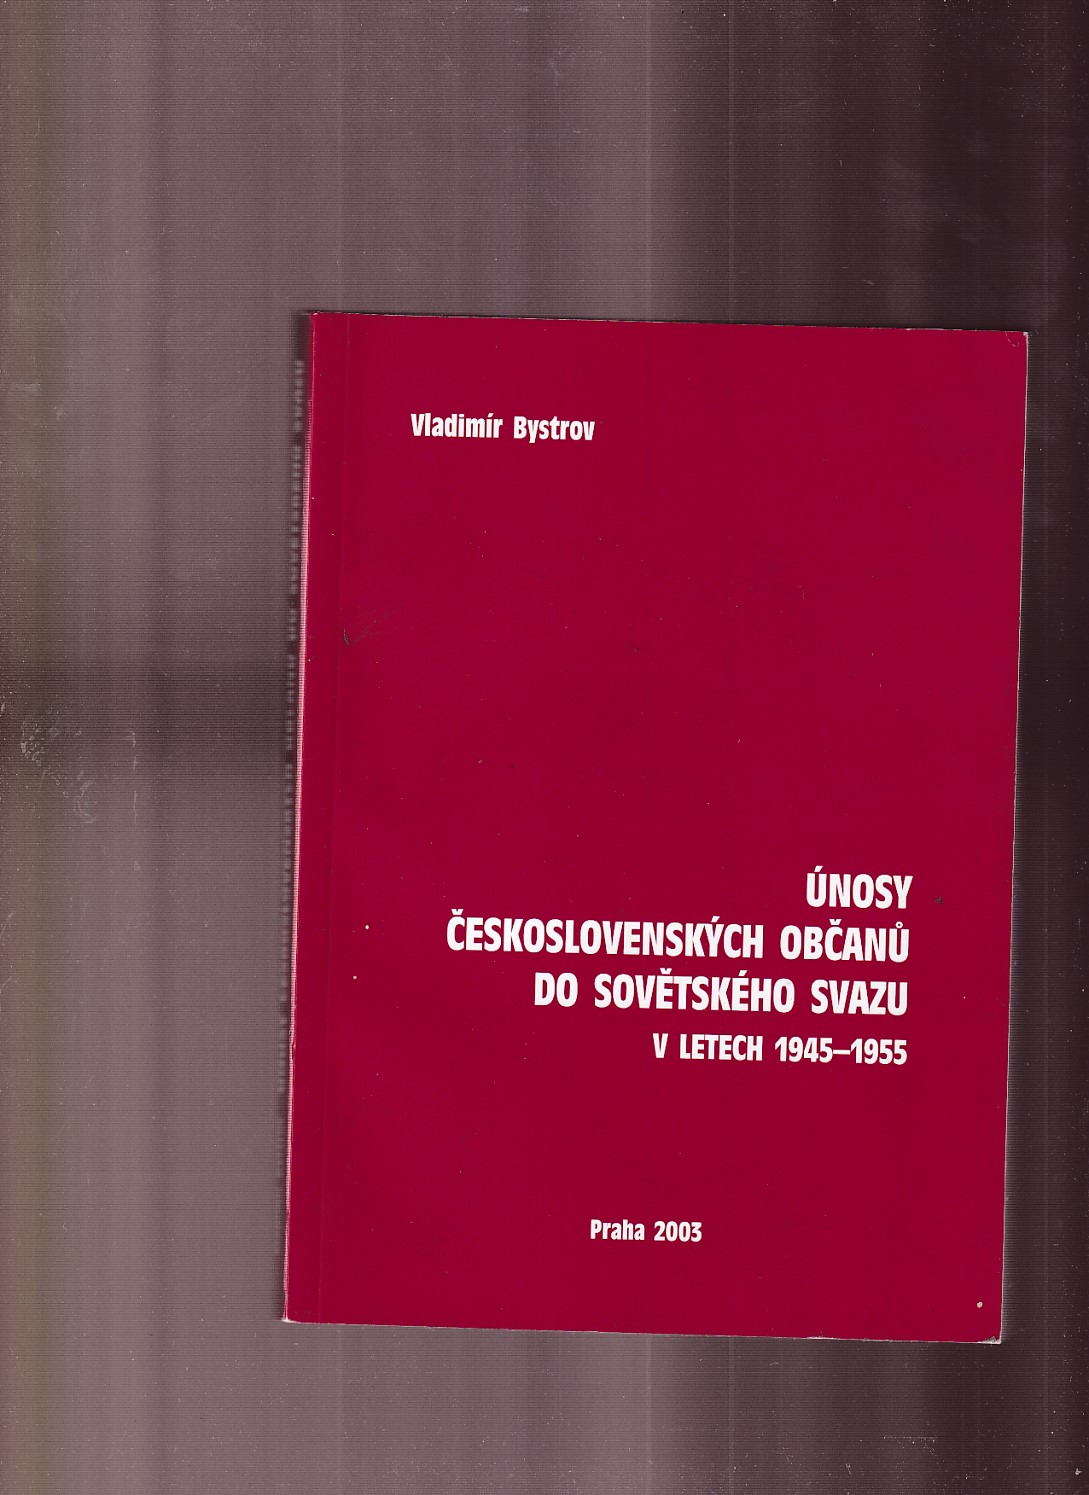 Vladimír Bystrov
ÚNOSY
ČESKOSLOVENSKÝCH OBČANŮ
DO SOVĚTSKÉHO SVAZU
V LETECH 1945–1955
Praha 2003